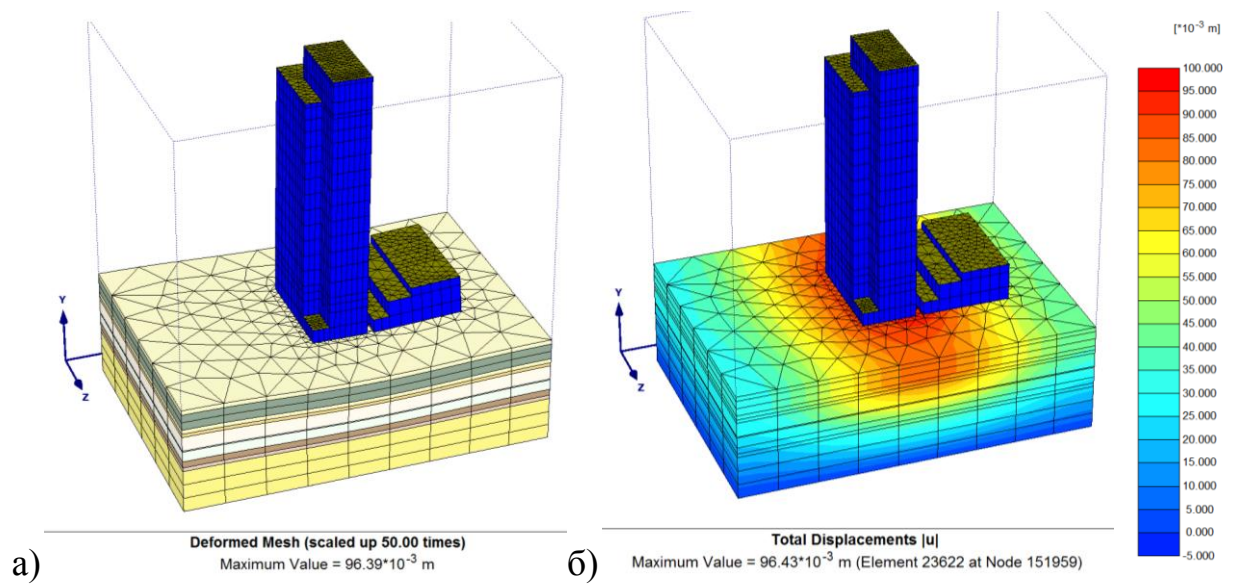 [*10⁻³ m]
100.000
95.000
90.000
85.000
80.000
75.000
70.000
65.000
60.000
55.000
50.000
45.000
40.000
35.000
30.000
25.000
20.000
15.000
10.000
5.000
0.000
-5.000
Y
Z
Y
Z
а)
Deformed Mesh (scaled up 50.00 times)
Maximum Value = 96.39*10⁻³ m
б)
Total Displacements |u|
Maximum Value = 96.43*10⁻³ m (Element 23622 at Node 151959)